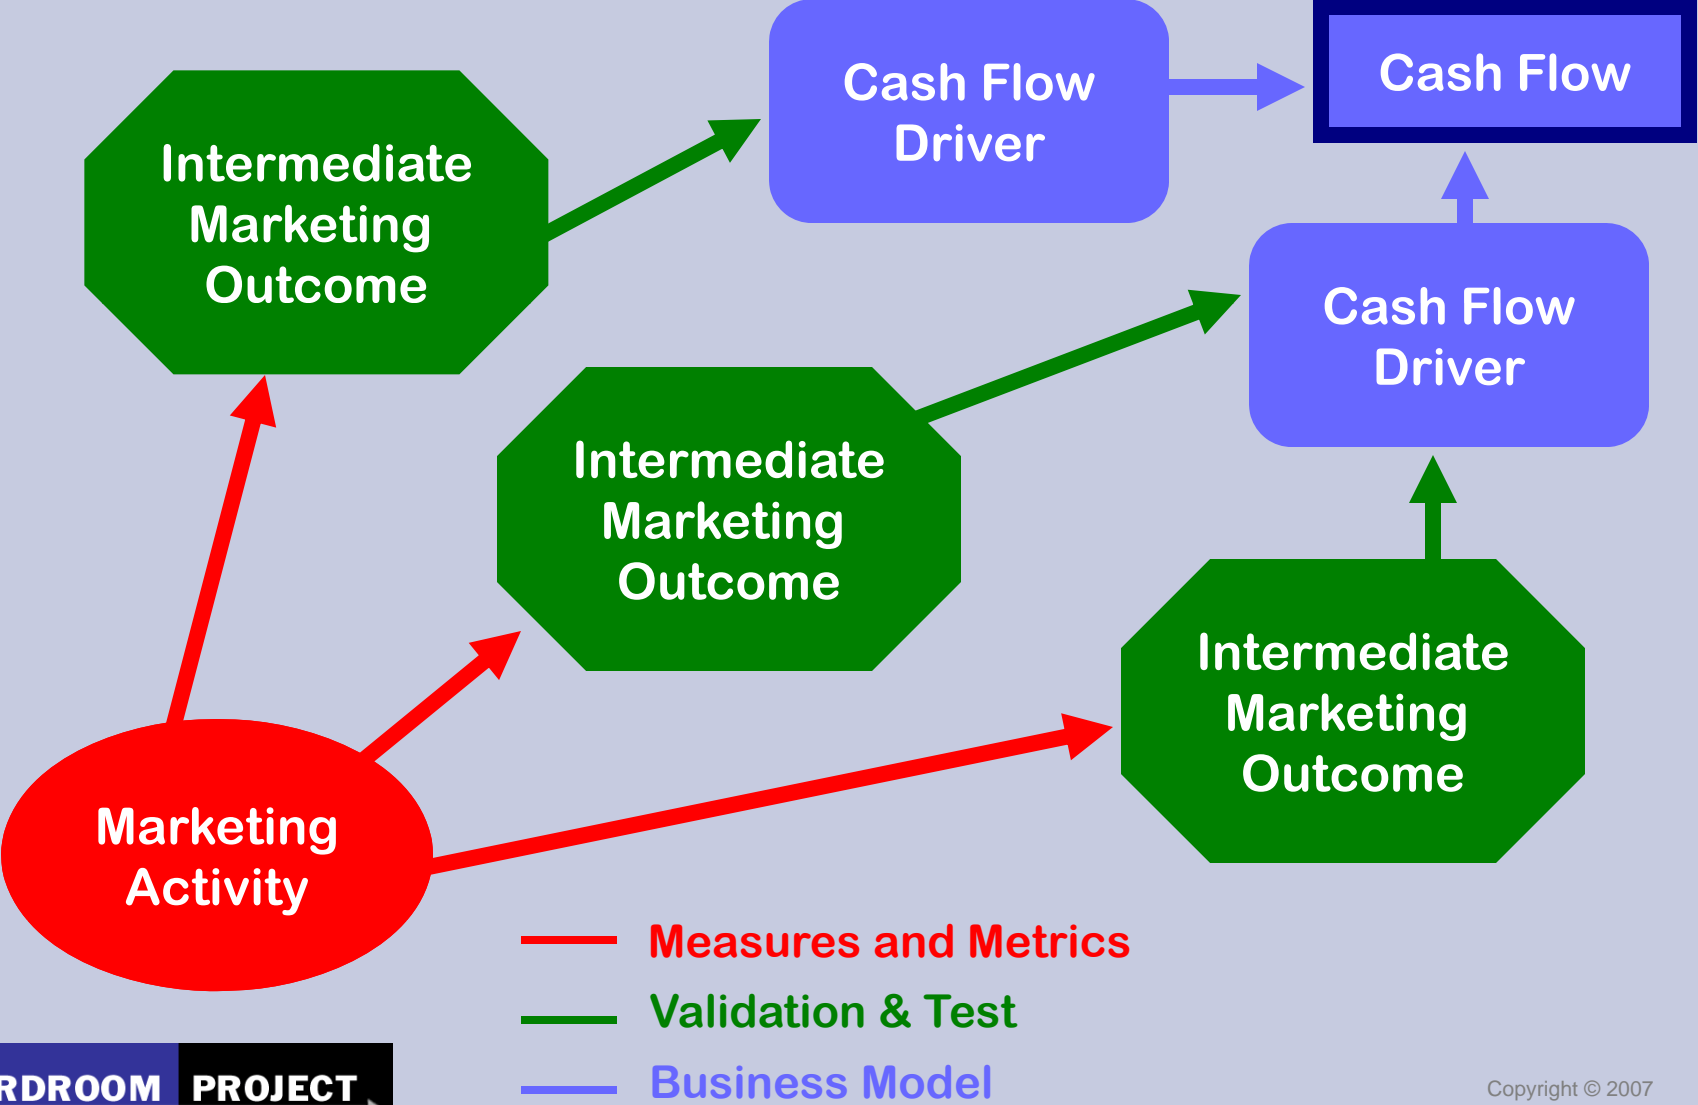 Cash Flow
Driver
Cash Flow
Intermediate
Marketing
Outcome
Cash Flow
Driver
Intermediate
Marketing
Outcome
Intermediate
Marketing
Outcome
Marketing
Activity
Measures and Metrics
Validation & Test
Business Model
RDROOM PROJECT
Copyright © 2007